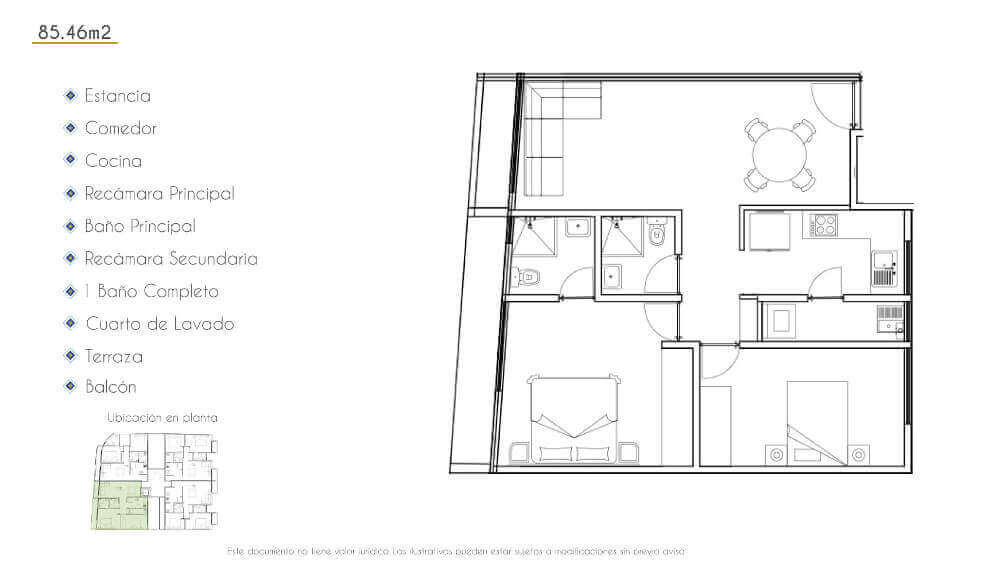 85.46m2
Estancia
Comedor
Cocina
Recámara Principal
Baño Principal
Recámara Secundaria
1 Baño Completo
Cuarto de Lavado
Terraza
Balcón
Ubicación en planta
Este documento no tiene valor jurídico. Las ilustrativas pueden estar sujetas a modificaciones sin previo aviso